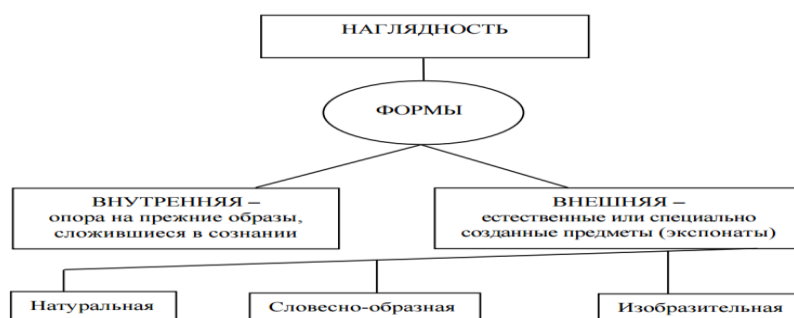 НАГЛЯДНОСТЬ
ФОРМЫ
ВНУТРЕННЯЯ –
опора на прежние образы,
сложившиеся в сознании
ВНЕШНЯЯ –
естественные или специально
созданные предметы (экспонаты)
Натуральная
Словесно-образная
Изобразительная